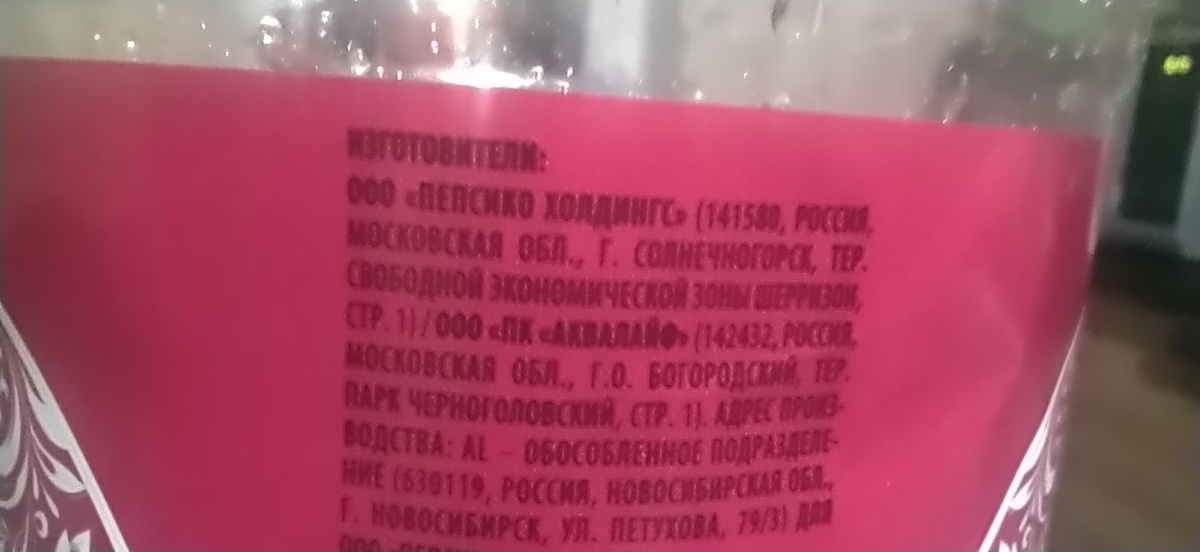 ИЗГОТОВИТЕЛИ:
ООО «ПЕПСИКО ХОЛДИНГС» (141580, РОССИЯ,
МОСКОВСКАЯ ОБЛ., Г. СОЛНЕЧНОГОРСК, ТЕР.
СВОБОДНОЙ ЭКОНОМИЧЕСКОЙ ЗОНЫ ШЕРРИЗОН,
СТР. 1) / ООО «ПК «АКВАЛАЙФ» (142432, РОССИЯ,
МОСКОВСКАЯ ОБЛ., Г.О. БОГОРОДСКИЙ, ТЕР.
ПАРК ЧЕРНОГОЛОВСКИЙ, СТР. 1). АДРЕС ПРОИЗ-
ВОДСТВА: AL – ОБОСОБЛЕННОЕ ПОДРАЗДЕЛЕ-
НИЕ (630119, РОССИЯ, НОВОСИБИРСКАЯ ОБЛ.,
Г. НОВОСИБИРСК, УЛ. ПЕТУХОВА, 79/3) ДЛЯ
ООО